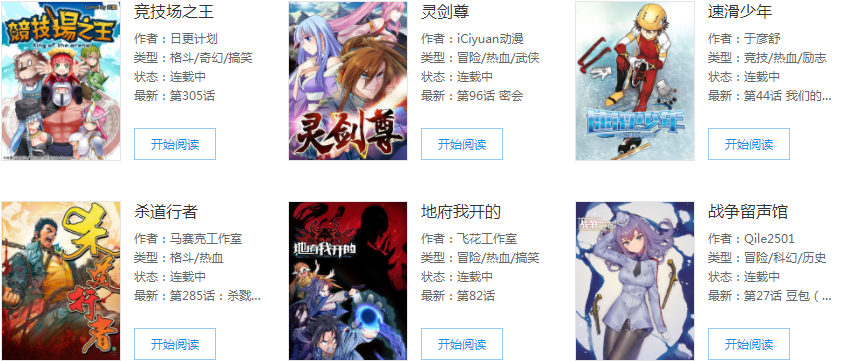 競技場之王
King of the arena
竞技场之王
作者：日更计划
类型：格斗/奇幻/搞笑
状态：连载中
最新：第305话
开始阅读
灵剑尊
灵剑尊
作者：iCiyuan动漫
类型：冒险/热血/武侠
状态：连载中
最新：第96话 密会
开始阅读
速滑少年
速滑少年
作者：于彦舒
类型：竞技/热血/励志
状态：连载中
最新：第44话 我们的...
开始阅读
杀道行者
杀道行者
作者：马赛克工作室
类型：格斗/热血
状态：连载中
最新：第285话：杀戮...
开始阅读
地府我开的
地府我开的
作者：飞花工作室
类型：冒险/热血/搞笑
状态：连载中
最新：第82话
开始阅读
战争
战争留声馆
作者：Qile2501
类型：冒险/科幻/历史
状态：连载中
最新：第27话 豆包（...
开始阅读